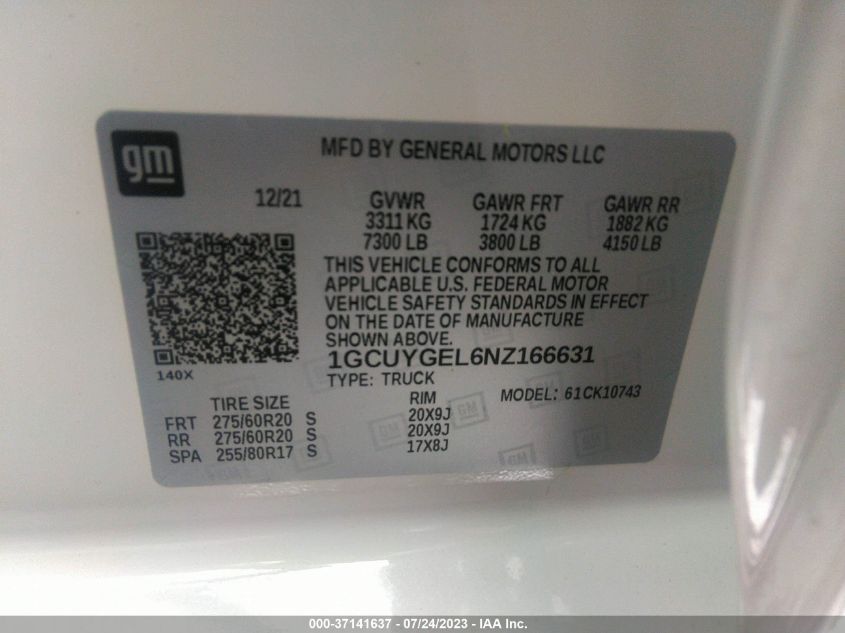 gm
MFD BY GENERAL MOTORS LLC
12/21 GVWR GAWR FRT GAWR RR
3311 KG 1724 KG 1882 KG
7300 LB 3800 LB 4150 LB
THIS VEHICLE CONFORMS TO ALL
APPLICABLE U.S. FEDERAL MOTOR
VEHICLE SAFETY STANDARDS IN EFFECT
ON THE DATE OF MANUFACTURE
SHOWN ABOVE.
1GCUYGEL6NZ166631
140X
TYPE: TRUCK MODEL: 61CK10743
TIRE SIZE RIM
FRT 275/60R20 S 20X9J
RR 275/60R20 S 20X9J
SPA 255/80R17 S 17X8J
000-37141637 - 07/24/2023 - IAA Inc.